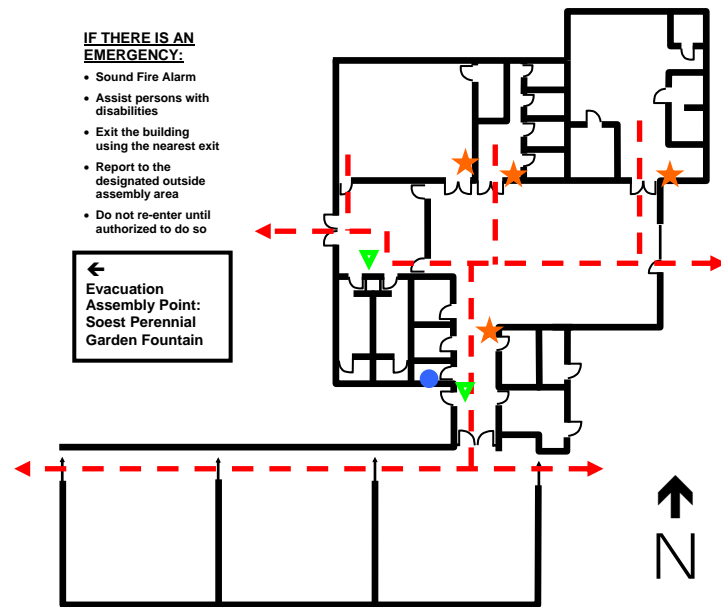 IF THERE IS AN
EMERGENCY:
• Sound Fire Alarm
• Assist persons with
disabilities
• Exit the building
using the nearest exit
• Report to the
designated outside
assembly area
• Do not re-enter until
authorized to do so
←
Evacuation
Assembly Point:
Soest Perennial
Garden Fountain
N